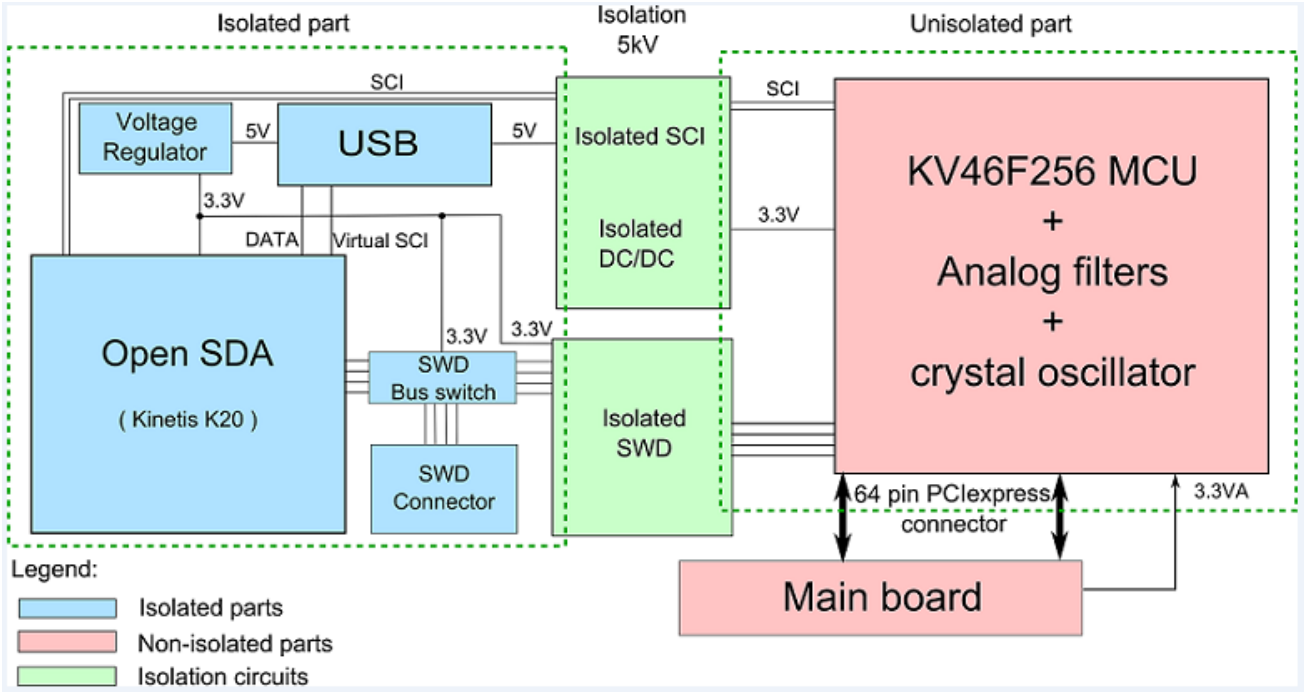 Isolated part
Isolation
5kV
Unisolated part
SCI
SCI
Voltage
Regulator
5V
USB
5V
Isolated SCI
KV46F256 MCU
+
Analog filters
+
crystal oscillator
3.3V
DATA
Virtual SCI
Isolated
DC/DC
3.3V
Open SDA
( Kinetis K20 )
3.3V
3.3V
SWD
Bus switch
Isolated
SWD
SWD
Connector
64 pin PCIexpress
connector
3.3VA
Main board
Legend:
Isolated parts
Non-isolated parts
Isolation circuits